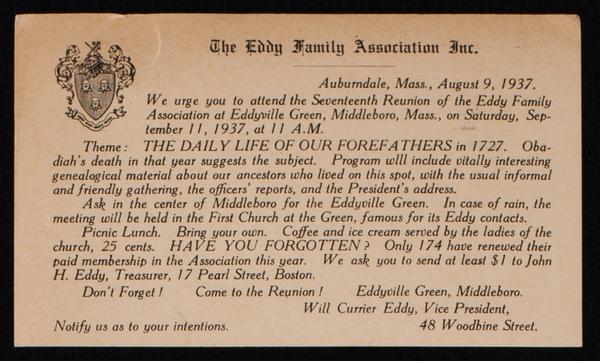 The Eddy Family Association Inc.
Auburndale, Mass., August 9, 1937.
We urge you to attend the Seventeenth Reunion of the Eddy Family
Association at Eddyville Green, Middleboro, Mass., on Saturday, Sep-
tember 11, 1937, at 11 A.M.
Theme: THE DAILY LIFE OF OUR FOREFATHERS in 1727. Oba-
diah's death in that year suggests the subject. Program will include vitally interesting
genealogical material about our ancestors who lived on this spot, with the usual informal
and friendly gathering, the officers' reports, and the President's address.
Ask in the center of Middleboro for the Eddyville Green. In case of rain, the
meeting will be held in the First Church at the Green, famous for its Eddy contacts.
Picnic Lunch. Bring your own. Coffee and ice cream served by the ladies of the
church, 25 cents. HAVE YOU FORGOTTEN? Only 174 have renewed their
paid membership in the Association this year. We ask you to send at least $1 to John
H. Eddy, Treasurer, 17 Pearl Street, Boston.
Don't Forget! Come to the Reunion! Eddyville Green, Middleboro.
Will Currier Eddy, Vice President,
Notify us as to your intentions. 48 Woodbine Street.